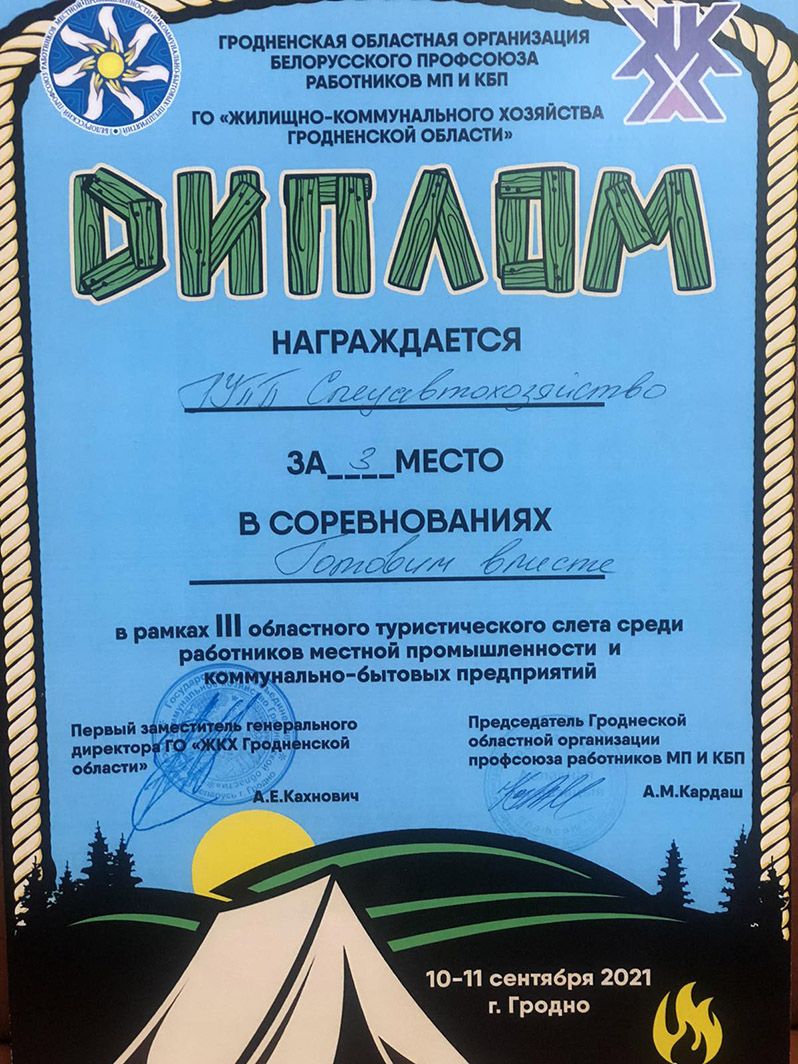 ГРОДНЕНСКАЯ ОБЛАСТНАЯ ОРГАНИЗАЦИЯ
БЕЛОРУССКОГО ПРОФСОЮЗА
РАБОТНИКОВ МП И КБП
ЖКХ
ГО «ЖИЛИЩНО-КОММУНАЛЬНОГО ХОЗЯЙСТВА
ГРОДНЕНСКОЙ ОБЛАСТИ»
ДИПЛОМ
НАГРАЖДАЕТСЯ
ГУПП Спецавтохозяйство
ЗА 3 МЕСТО
В СОРЕВНОВАНИЯХ
Готовим вместе
в рамках III областного туристического слета среди
работников местной промышленности и
коммунально-бытовых предприятий
Первый заместитель генерального
директора ГО «ЖКХ Гродненской
области»
А.Е.Кахнович
Председатель Гроднеской
областной организации
профсоюза работников МП И КБП
А.М.Кардаш
10-11 сентября 2021
г. Гродно